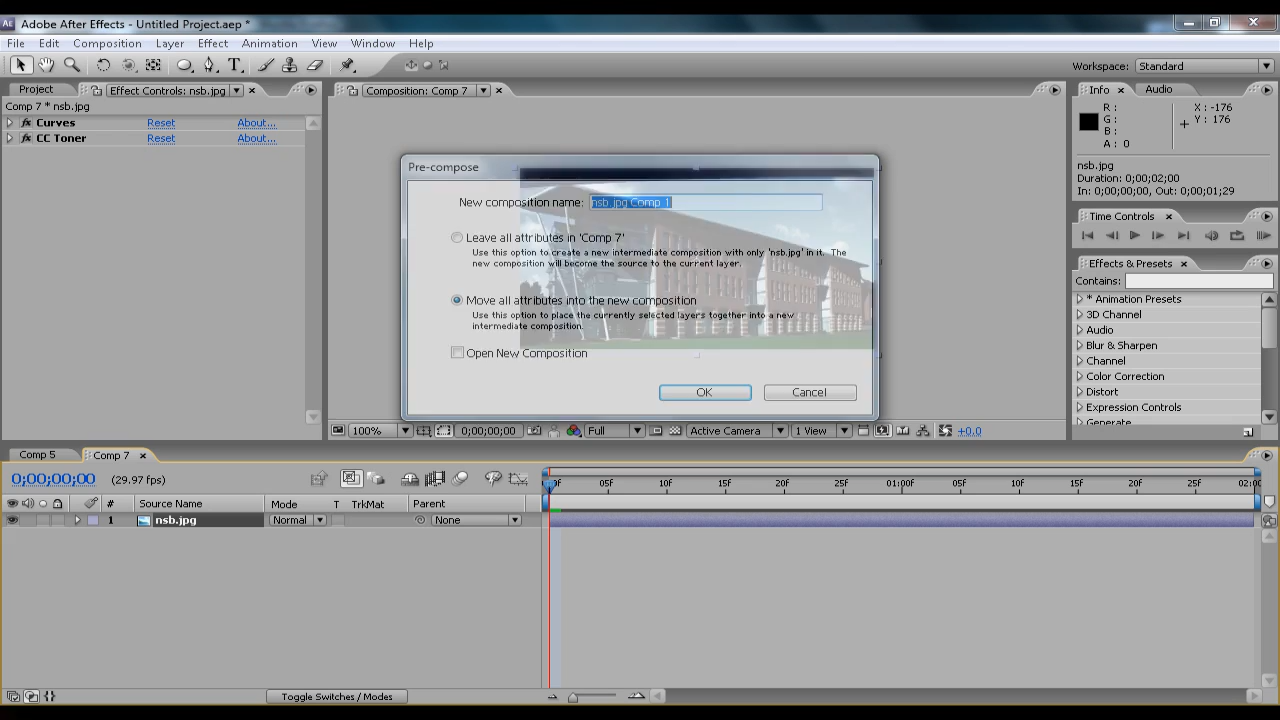 Adobe After Effects - Untitled Project.aep *
File Edit Composition Layer Effect Animation View Window Help
Workspace: Standard
Project Effect Controls: nsb.jpg
Comp 7 * nsb.jpg
Curves Reset About...
CC Toner Reset About...
Composition: Comp 7
Info Audio
R : X : -176
G : Y : 176
B :
A : 0
nsb.jpg
Duration: 0;00;02;00
In: 0;00;00;00, Out: 0;00;01;29
Time Controls
Effects & Presets
Contains:
* Animation Presets
3D Channel
Audio
Blur & Sharpen
Channel
Color Correction
Distort
Expression Controls
Generate
Pre-compose
New composition name: nsb.jpg Comp 1
Leave all attributes in 'Comp 7'
Use this option to create a new intermediate composition with only 'nsb.jpg' in it. The
new composition will become the source to the current layer.
Move all attributes into the new composition
Use this option to place the currently selected layers together into a new
intermediate composition.
Open New Composition
OK Cancel
100% 0;00;00;00 Full Active Camera 1 View +0.0
Comp 5 Comp 7
0;00;00;00 (29.97 fps)
# Source Name Mode T TrkMat Parent
05f 10f 15f 20f 25f 01:00f 05f 10f 15f 20f 25f
1 nsb.jpg Normal None
Toggle Switches / Modes